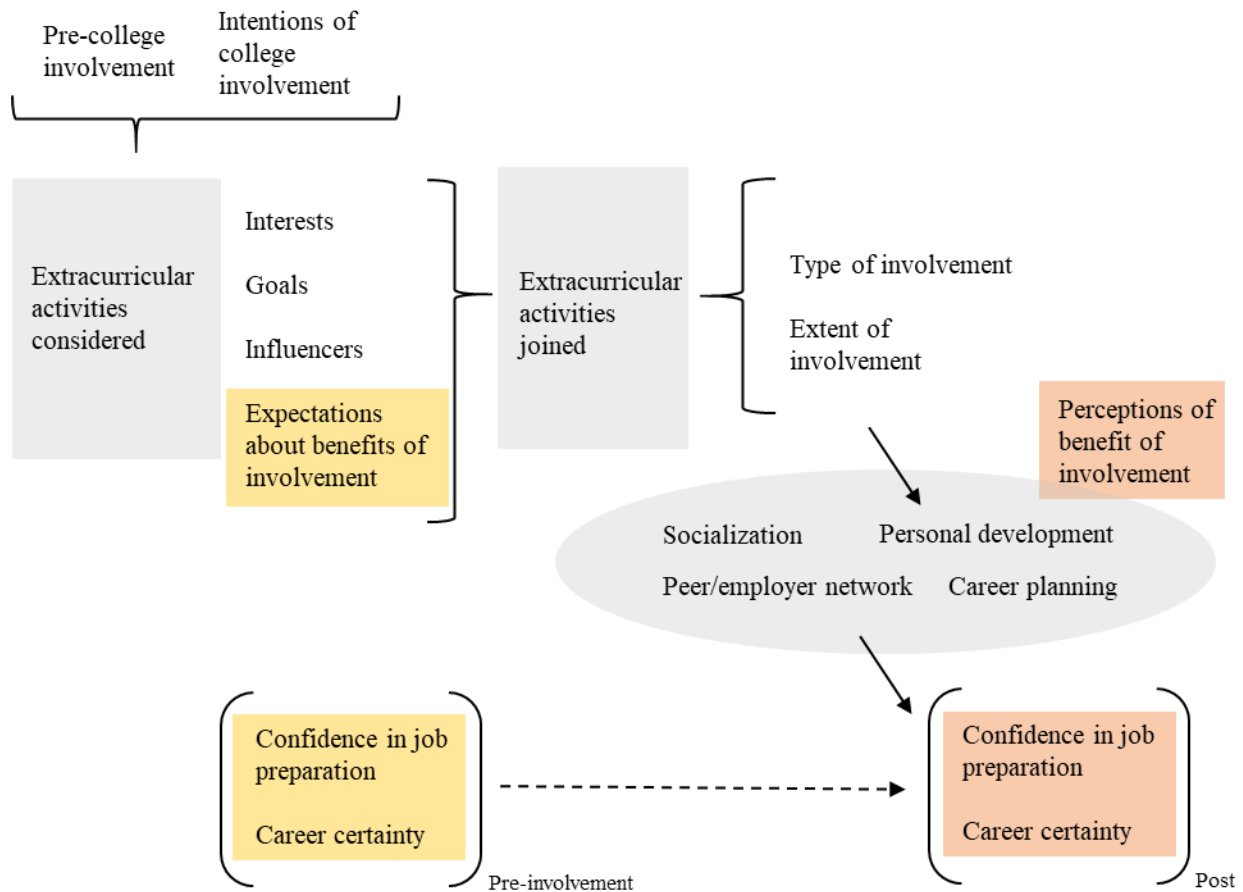 Pre-college
involvement
Intentions of
college
involvement
Extracurricular
activities
considered
Interests
Goals
Influencers
Expectations
about benefits of
involvement
Extracurricular
activities
joined
Type of involvement
Extent of
involvement
Perceptions of
benefit of
involvement
Socialization
Personal development
Peer/employer network
Career planning
Confidence in job
preparation
Career certainty
Pre-involvement
Confidence in job
preparation
Career certainty
Post